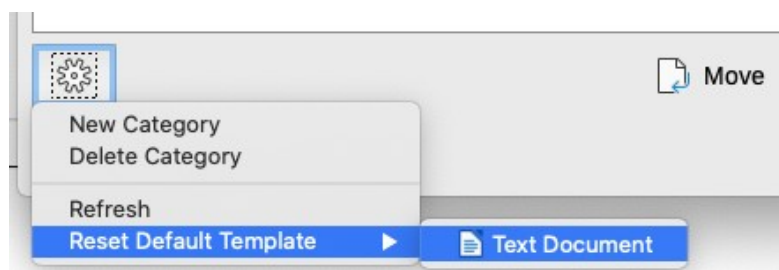 Move
New Category
Delete Category
Refresh
Reset Default Template
Text Document